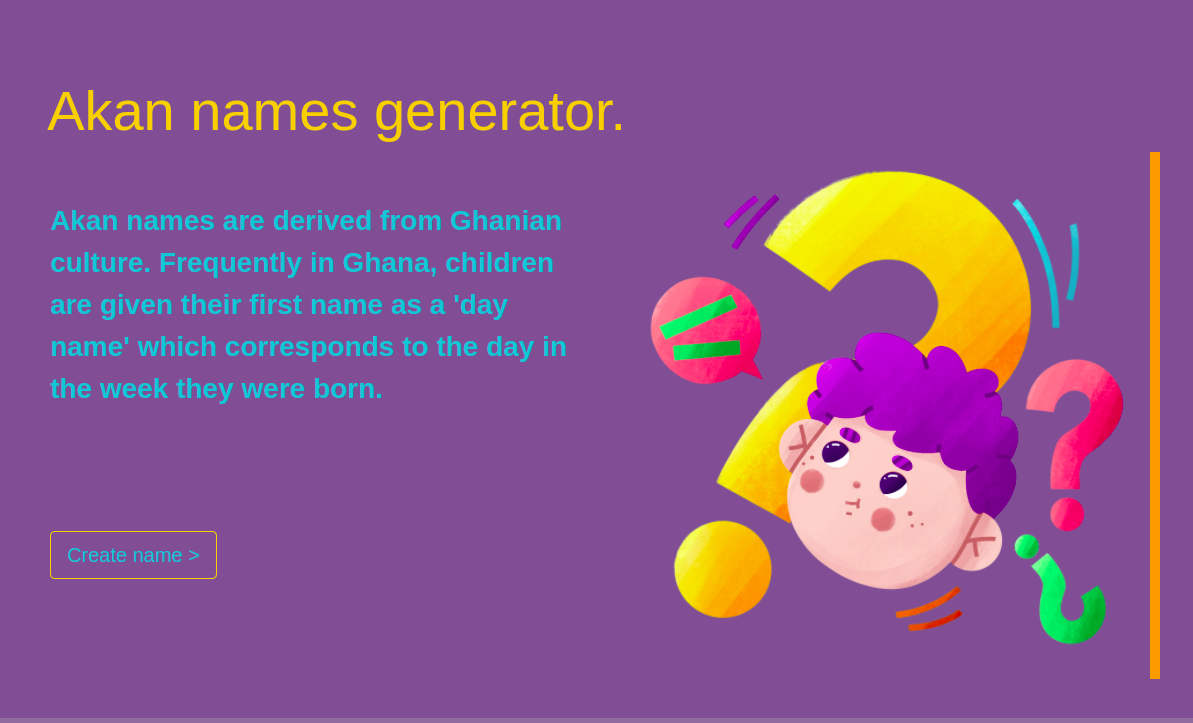 Akan names generator.
Akan names are derived from Ghanian
culture. Frequently in Ghana, children
are given their first name as a 'day
name' which corresponds to the day in
the week they were born.
Create name >